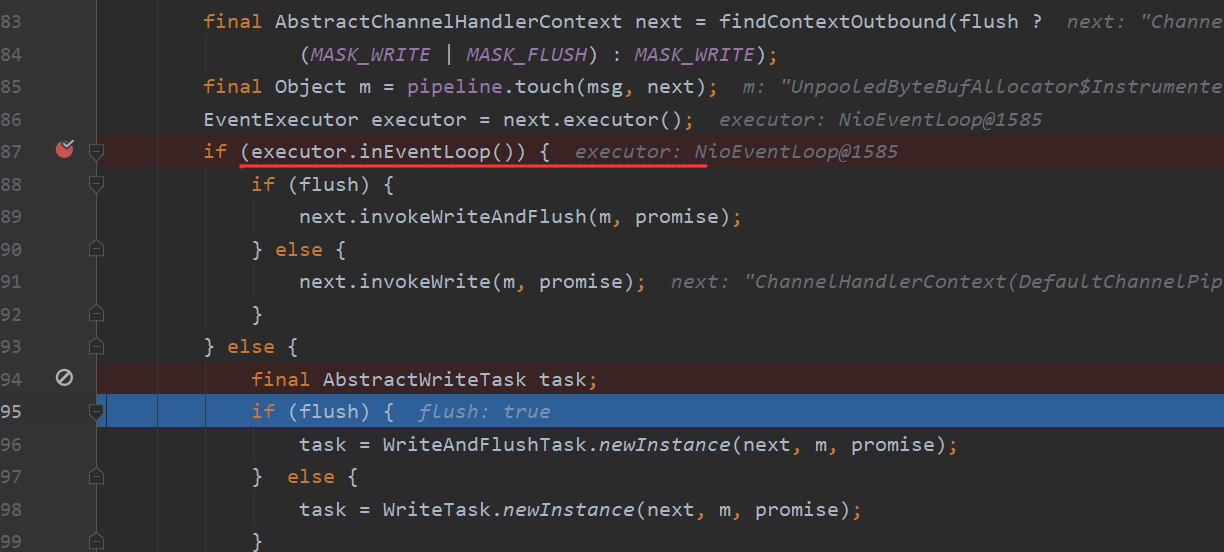 83 final AbstractChannelHandlerContext next = findContextOutbound(flush ? next: "Channe
84 (MASK_WRITE | MASK_FLUSH) : MASK_WRITE);
85 final Object m = pipeline.touch(msg, next); m: "UnpooledByteBufAllocator$Instrumente
86 EventExecutor executor = next.executor(); executor: NioEventLoop@1585
87 if (executor.inEventLoop()) { executor: NioEventLoop@1585
88 if (flush) {
89 next.invokeWriteAndFlush(m, promise);
90 } else {
91 next.invokeWrite(m, promise); next: "ChannelHandlerContext(DefaultChannelPip
92 }
93 } else {
94 final AbstractWriteTask task;
95 if (flush) { flush: true
96 task = WriteAndFlushTask.newInstance(next, m, promise);
97 } else {
98 task = WriteTask.newInstance(next, m, promise);
99 }